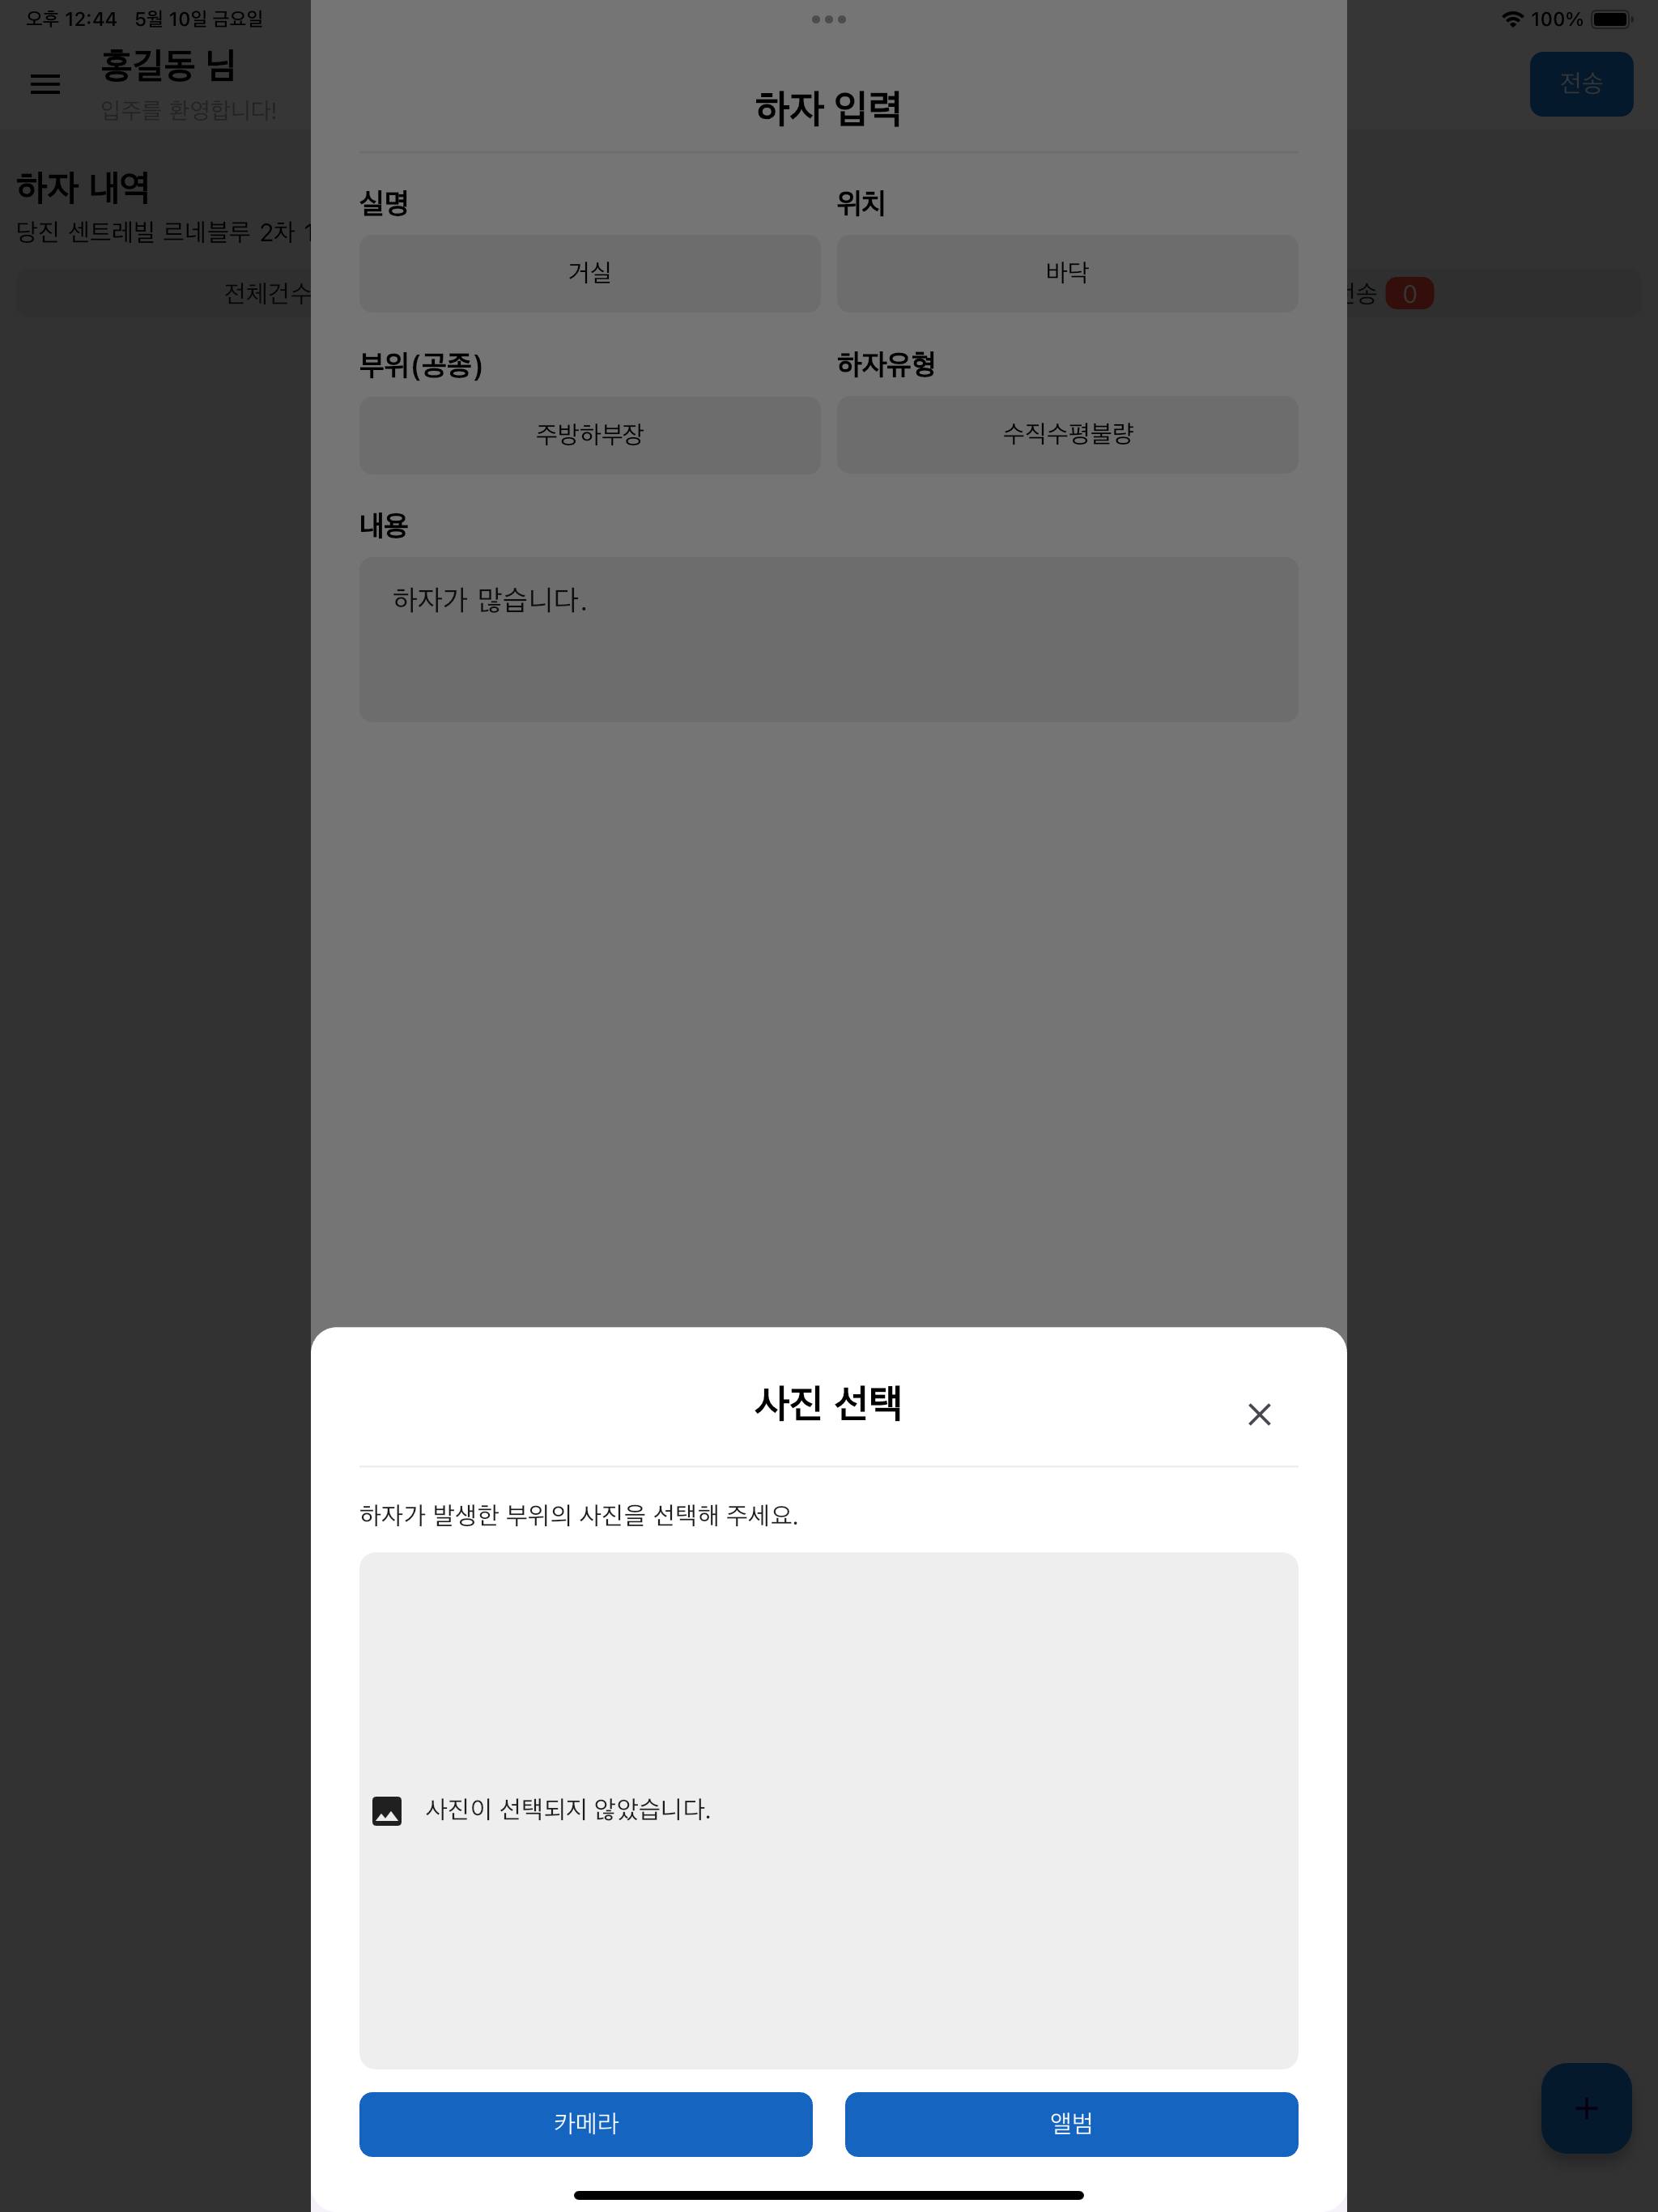 오후 12:44 5월 10일 금요일
100%
홍길동 님
입주를 환영합니다!
전송
하자 내역
당진 센트레빌 르네블루 2차
전체건수
0
하자 입력
실명
위치
거실
바닥
부위(공종)
하자유형
주방하부장
수직수평불량
내용
하자가 많습니다.
사진 선택
하자가 발생한 부위의 사진을 선택해 주세요.
사진이 선택되지 않았습니다.
카메라
앨범